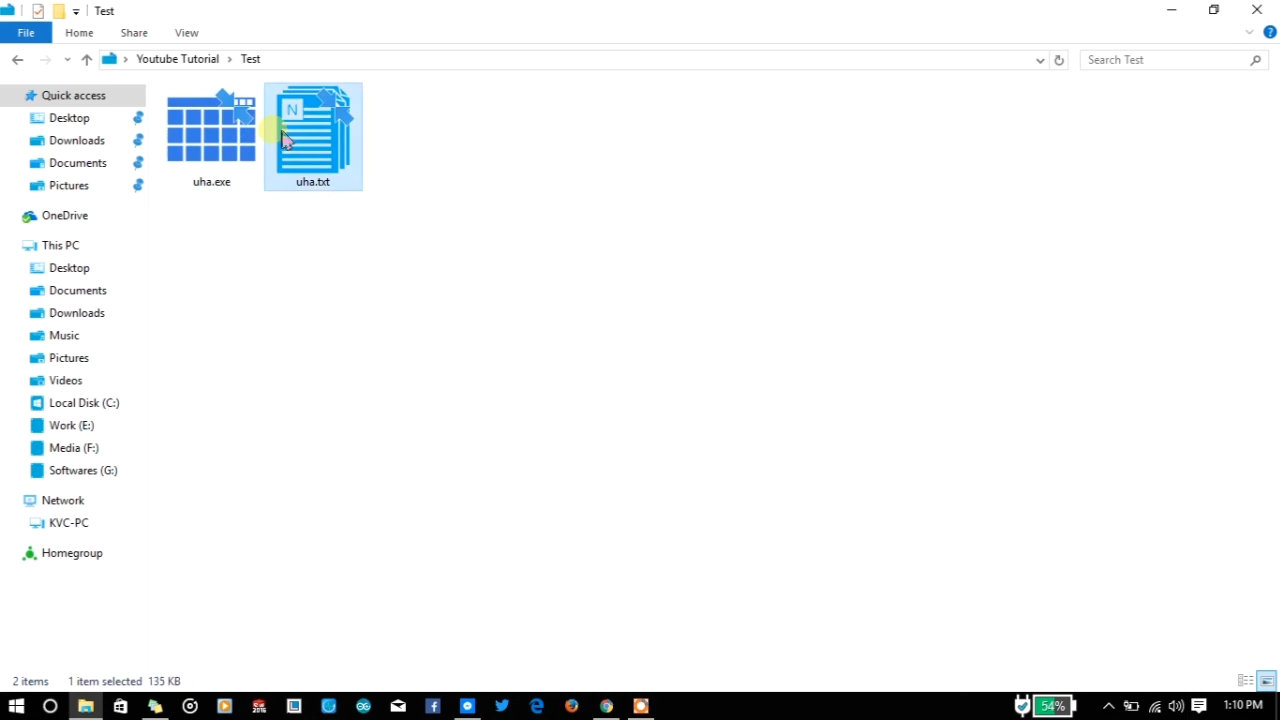 Test
File Home Share View
Youtube Tutorial Test
Search Test
Quick access
Desktop
Downloads
Documents
Pictures
OneDrive
This PC
Desktop
Documents
Downloads
Music
Pictures
Videos
Local Disk (C:)
Work (E:)
Media (F:)
Softwares (G:)
Network
KVC-PC
Homegroup
N
uha.exe uha.txt
2 items 1 item selected 135 KB
54% 1:10 PM